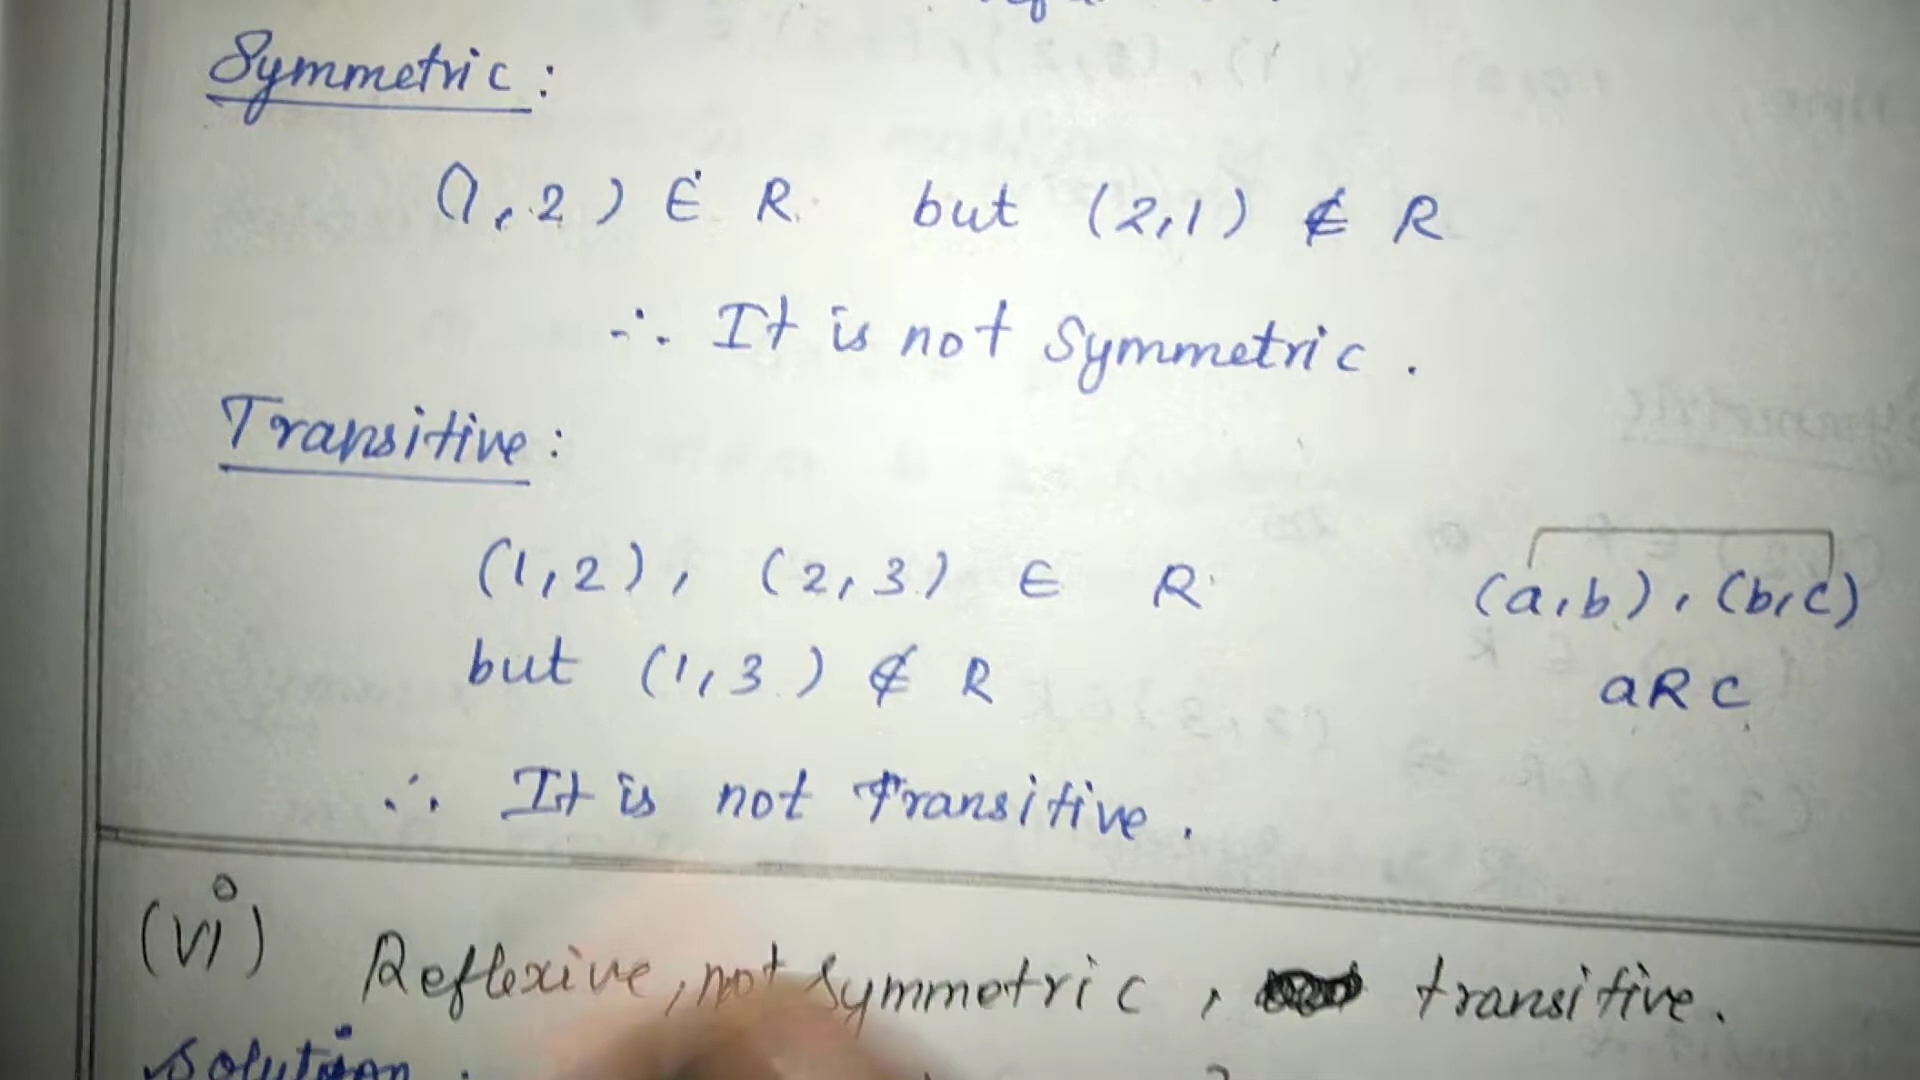 Symmetric :
(1, 2) ∈ R but (2,1) ∉ R
∴ It is not Symmetric.
Transitive :
(1,2), (2,3) ∈ R
but (1,3) ∉ R
(a,b), (b,c)
aRc
∴ It is not Transitive.
(vi) Reflexive, not symmetric, transitive.
Solution :